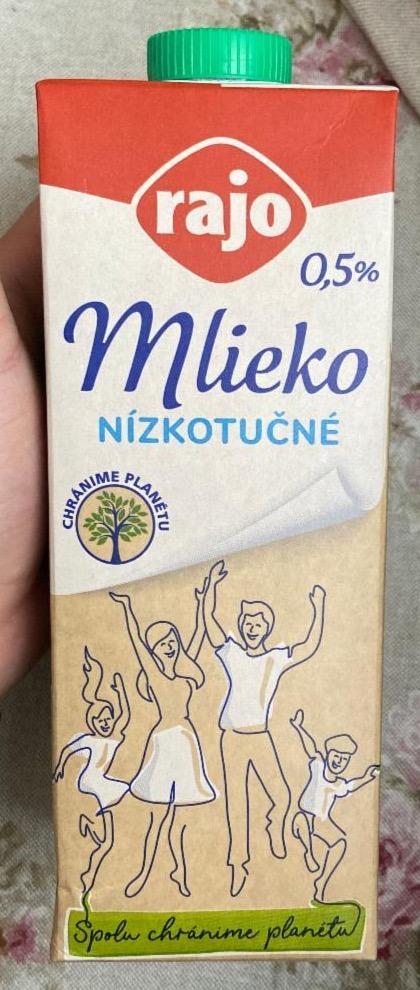 rajo
0,5%
Mlieko
NÍZKOTUČNÉ
CHRÁNIME PLANÉTU
Spolu chránime planétu